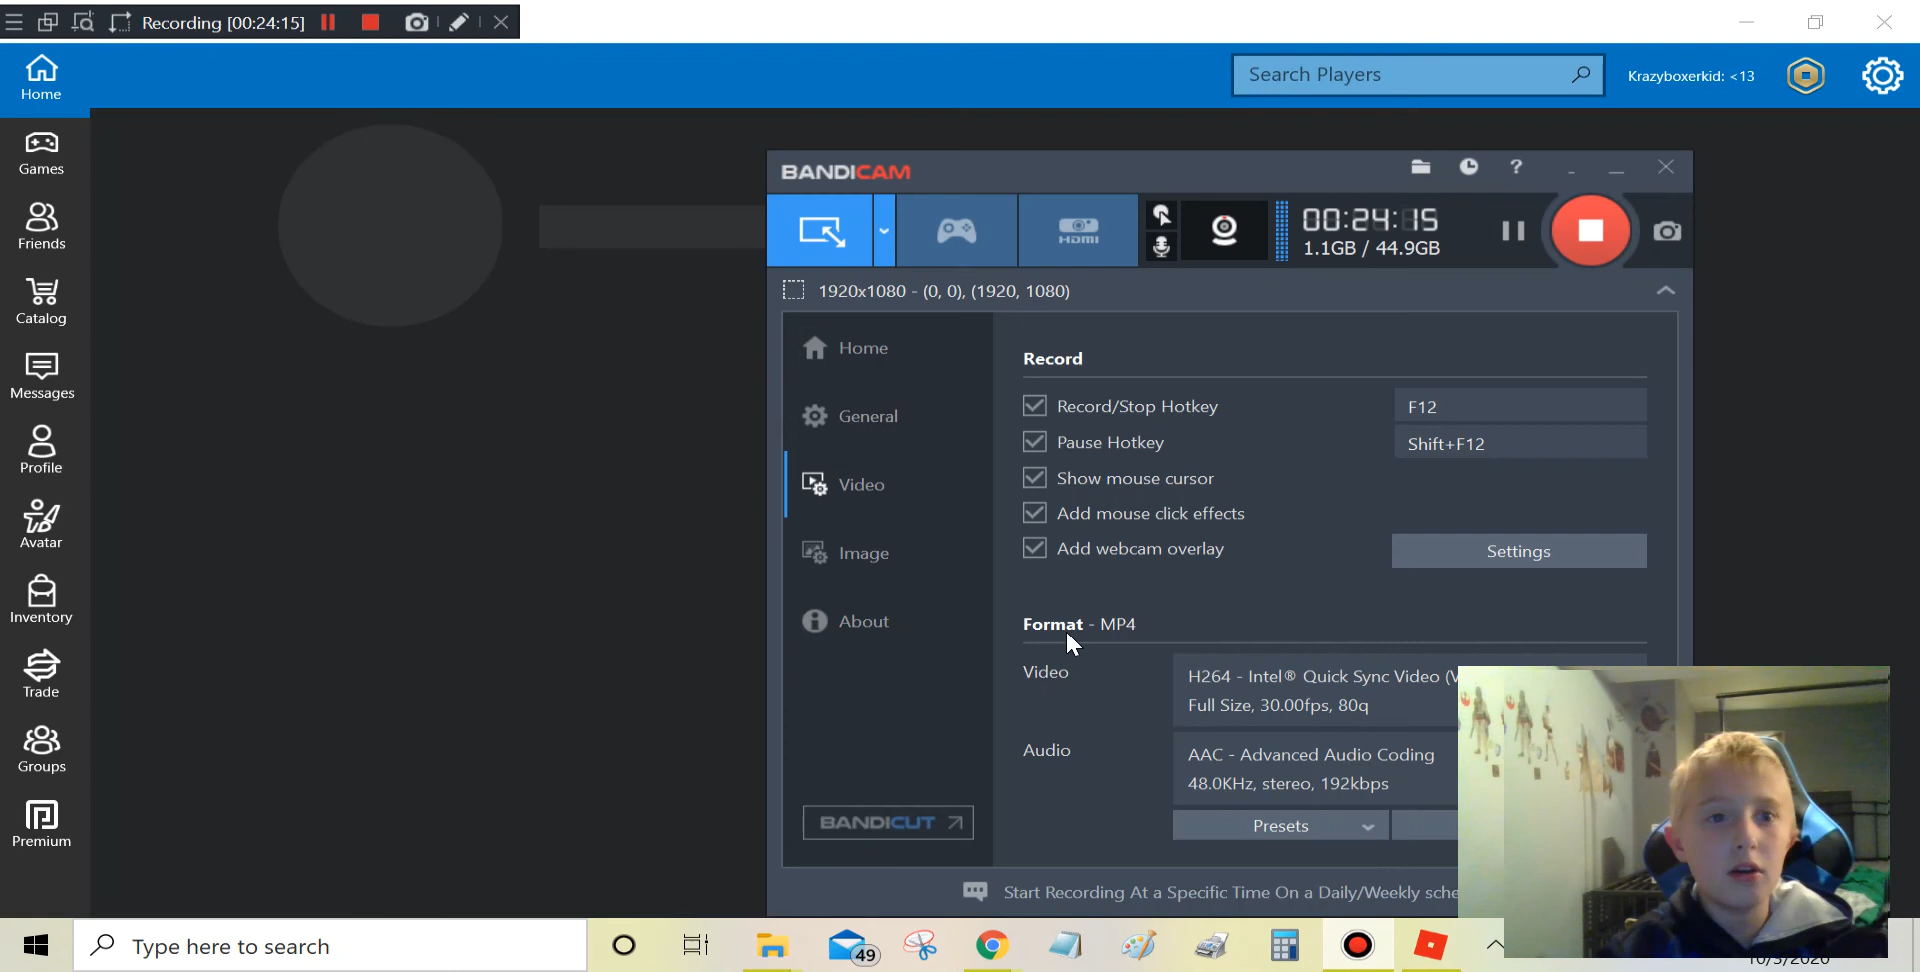 Recording [00:24:15]
Home
Search Players
Krazyboxerkid: <13
Games
Friends
Catalog
Messages
Profile
Avatar
Inventory
Trade
Groups
Premium
BANDICAM
?
HDMI
00:24:15
1.1GB / 44.9GB
1920x1080 - (0, 0), (1920, 1080)
Home
General
Video
Image
About
BANDICUT
Record
Record/Stop Hotkey
F12
Pause Hotkey
Shift+F12
Show mouse cursor
Add mouse click effects
Add webcam overlay
Settings
Format - MP4
Video
H264 - Intel® Quick Sync Video (V
Full Size, 30.00fps, 80q
Audio
AAC - Advanced Audio Coding
48.0KHz, stereo, 192kbps
Presets
Start Recording At a Specific Time On a Daily/Weekly sche
Type here to search
49
10/3/2020